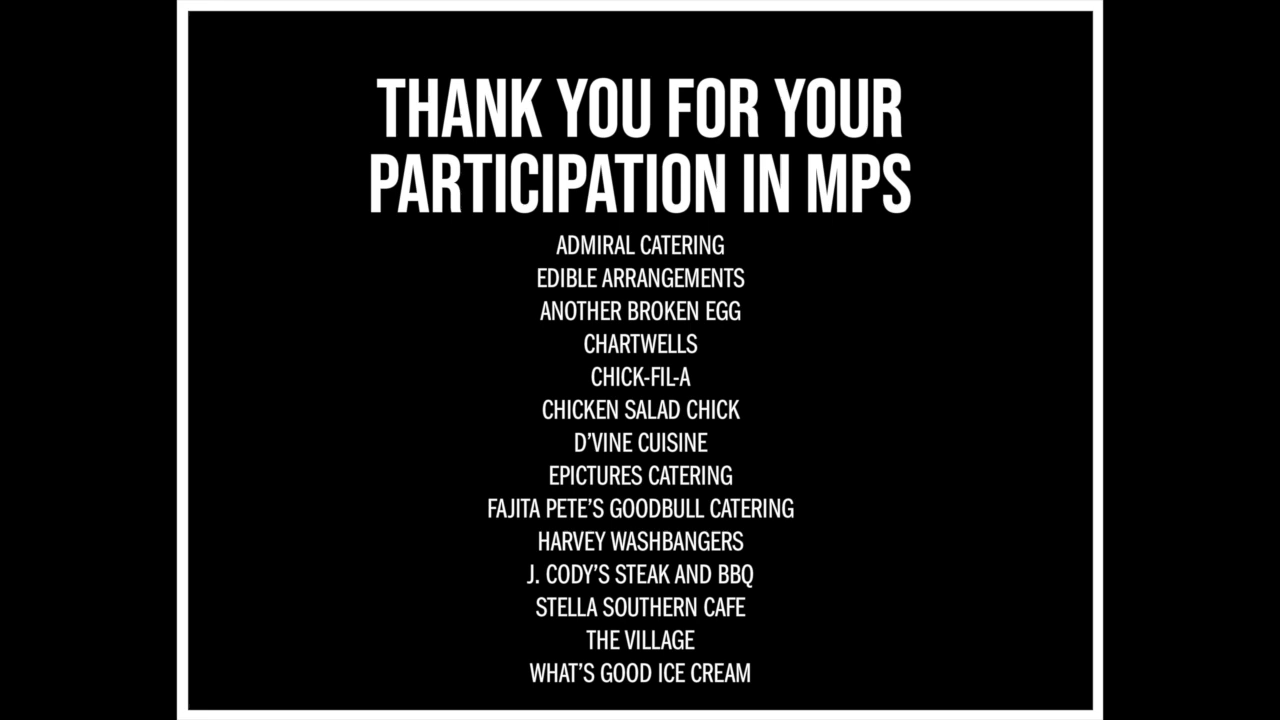 THANK YOU FOR YOUR
PARTICIPATION IN MPS
ADMIRAL CATERING
EDIBLE ARRANGEMENTS
ANOTHER BROKEN EGG
CHARTWELLS
CHICK-FIL-A
CHICKEN SALAD CHICK
D'VINE CUISINE
EPICTURES CATERING
FAJITA PETE'S GOODBULL CATERING
HARVEY WASHBANGERS
J. CODY'S STEAK AND BBQ
STELLA SOUTHERN CAFE
THE VILLAGE
WHAT'S GOOD ICE CREAM